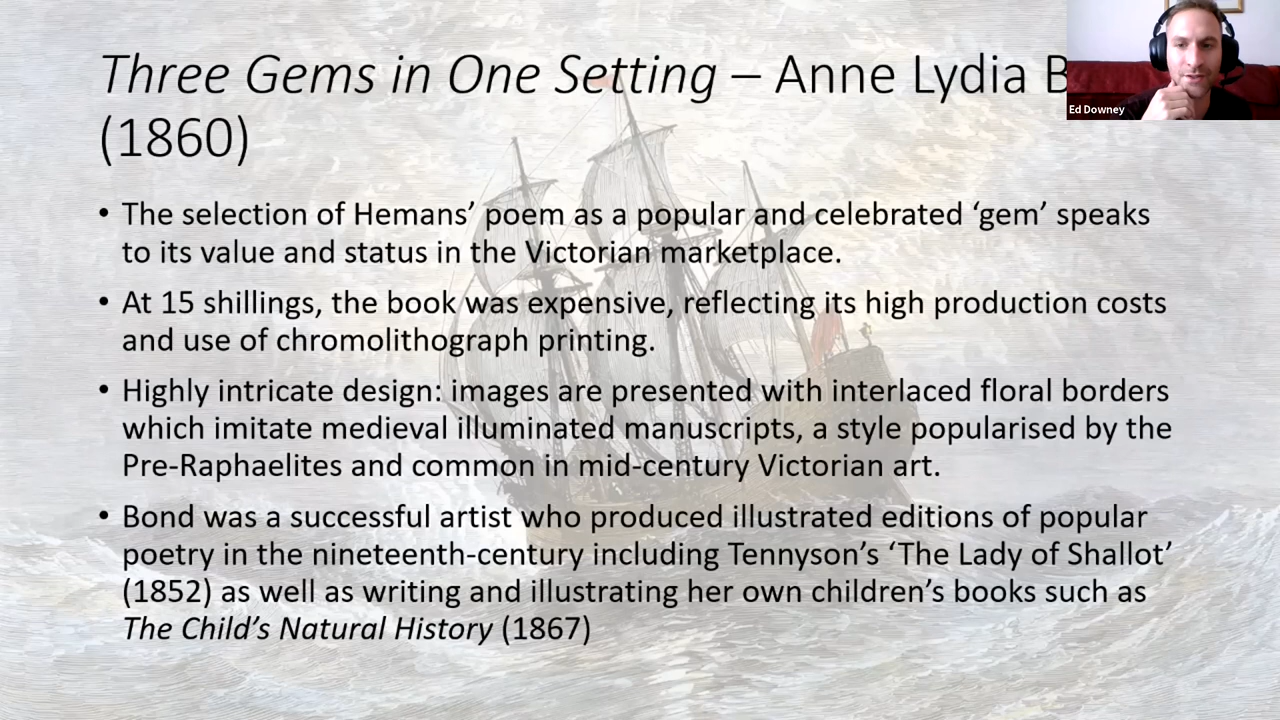 Three Gems in One Setting – Anne Lydia
(1860)
Ed Downey
• The selection of Hemans’ poem as a popular and celebrated ‘gem’ speaks
to its value and status in the Victorian marketplace.
• At 15 shillings, the book was expensive, reflecting its high production costs
and use of chromolithograph printing.
• Highly intricate design: images are presented with interlaced floral borders
which imitate medieval illuminated manuscripts, a style popularised by the
Pre-Raphaelites and common in mid-century Victorian art.
• Bond was a successful artist who produced illustrated editions of popular
poetry in the nineteenth-century including Tennyson’s ‘The Lady of Shallot’
(1852) as well as writing and illustrating her own children’s books such as
The Child’s Natural History (1867)